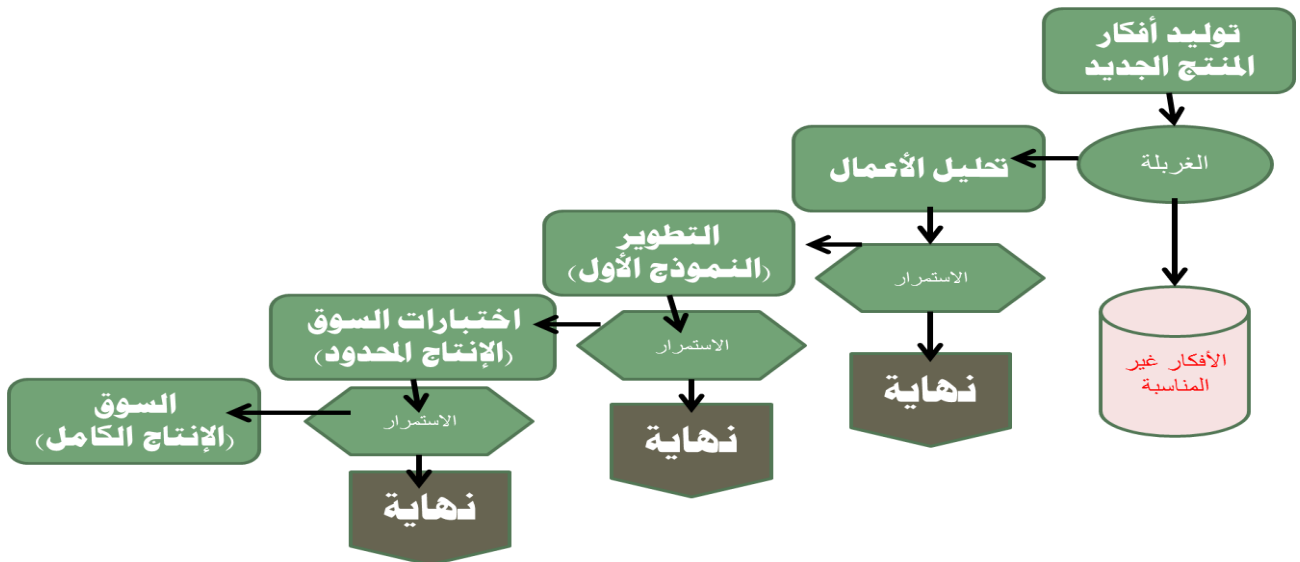 توليد أفكار
المنتج الجديد
الغربلة
الأفكار غير
المناسبة
تحليل الأعمال
الاستمرار
نهاية
التطوير
(النموذج الأول)
الاستمرار
نهاية
اختبارات السوق
(الإنتاج المحدود)
الاستمرار
نهاية
السوق
(الإنتاج الكامل)